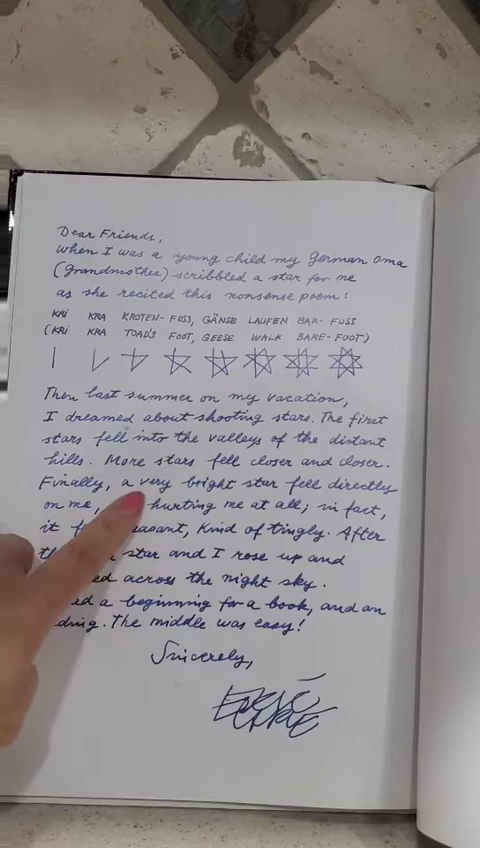 Dear Friends,
When I was a young child my German Oma
(grandmother) scribbled a star for me
as she recited this nonsense poem:
KRI KRA KROTEN- FUSS, GÄNSE LAUFEN BAR- FUSS
(KRI KRA TOAD'S FOOT, GEESE WALK BARE-FOOT)
Then last summer on my vacation,
I dreamed about shooting stars. The first
stars fell into the valleys of the distant
hills. More stars fell closer and closer.
Finally, a very bright star fell directly
on me, hurting me at all; in fact,
it Kind of tingly. After
star and I rose up and
across the night sky.
a beginning for a book, and an
The middle was easy!
Sincerely,